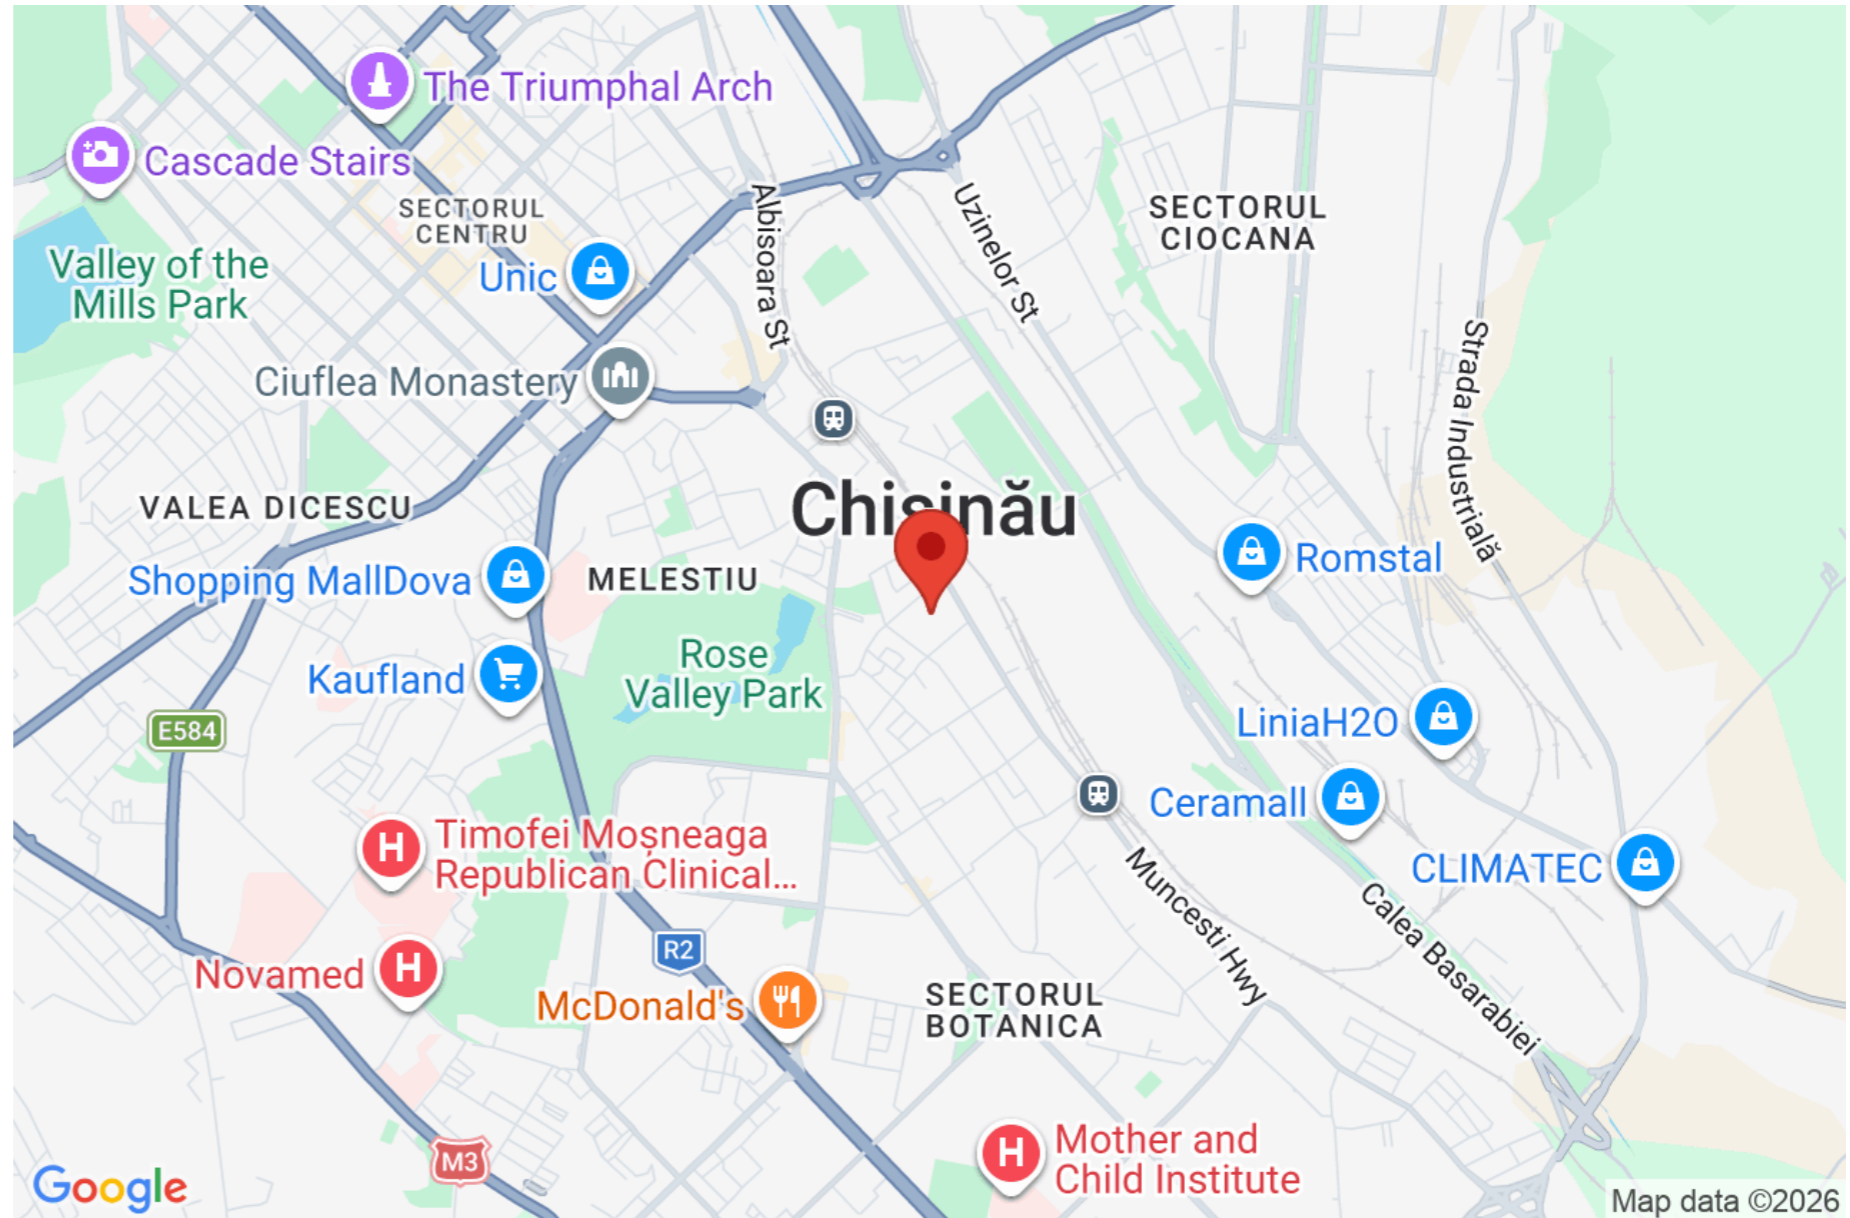 The Triumphal Arch
Cascade Stairs
SECTORUL
CENTRU
Albisoara St
Uzinelor St
SECTORUL
CIOCANA
Valley of the
Mills Park
Unic
Ciuflea Monastery
Strada Industrială
Chișinău
VALEA DICESCU
Shopping MallDova
MELESTIU
Romstal
Rose
Valley Park
Kaufland
E584
LiniaH2O
Ceramall
Timofei Moșneaga
Republican Clinical...
CLIMATEC
Muncesti Hwy
Calea Basarabiei
R2
Novamed
McDonald's
SECTORUL
BOTANICA
Mother and
Child Institute
M3
Google
Map data ©2026